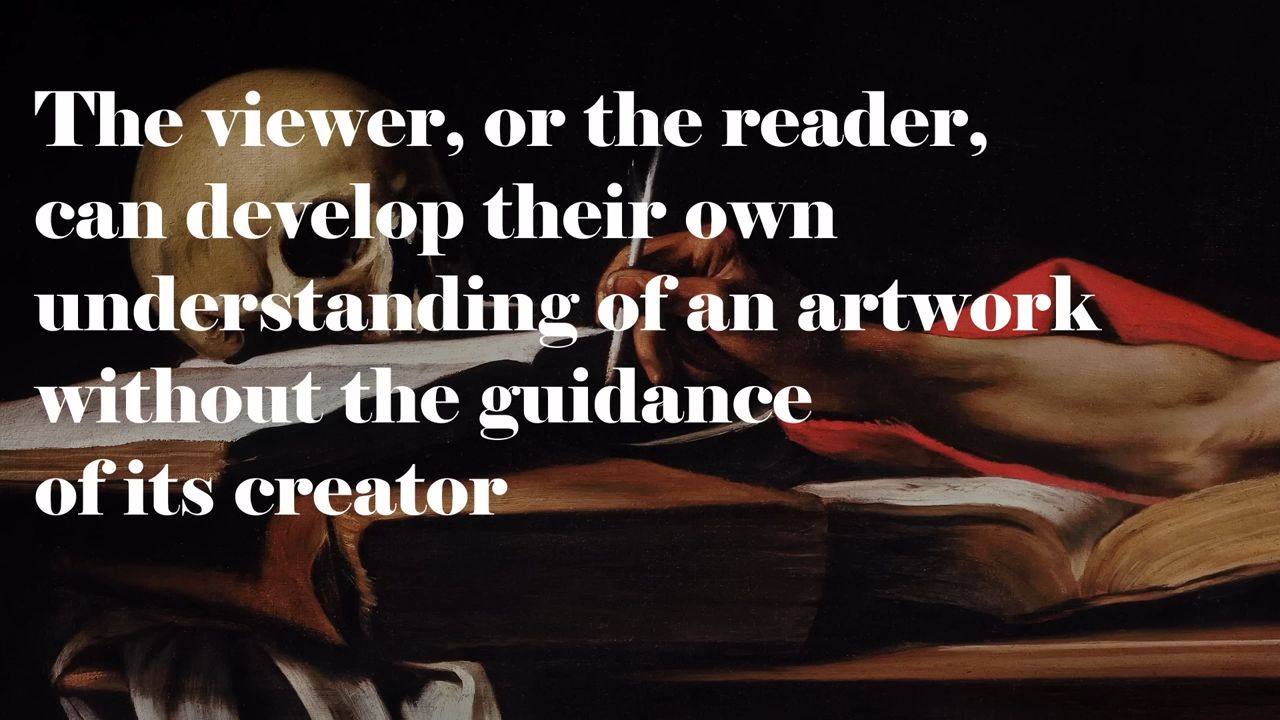 The viewer, or the reader,
can develop their own
understanding of an artwork
without the guidance
of its creator